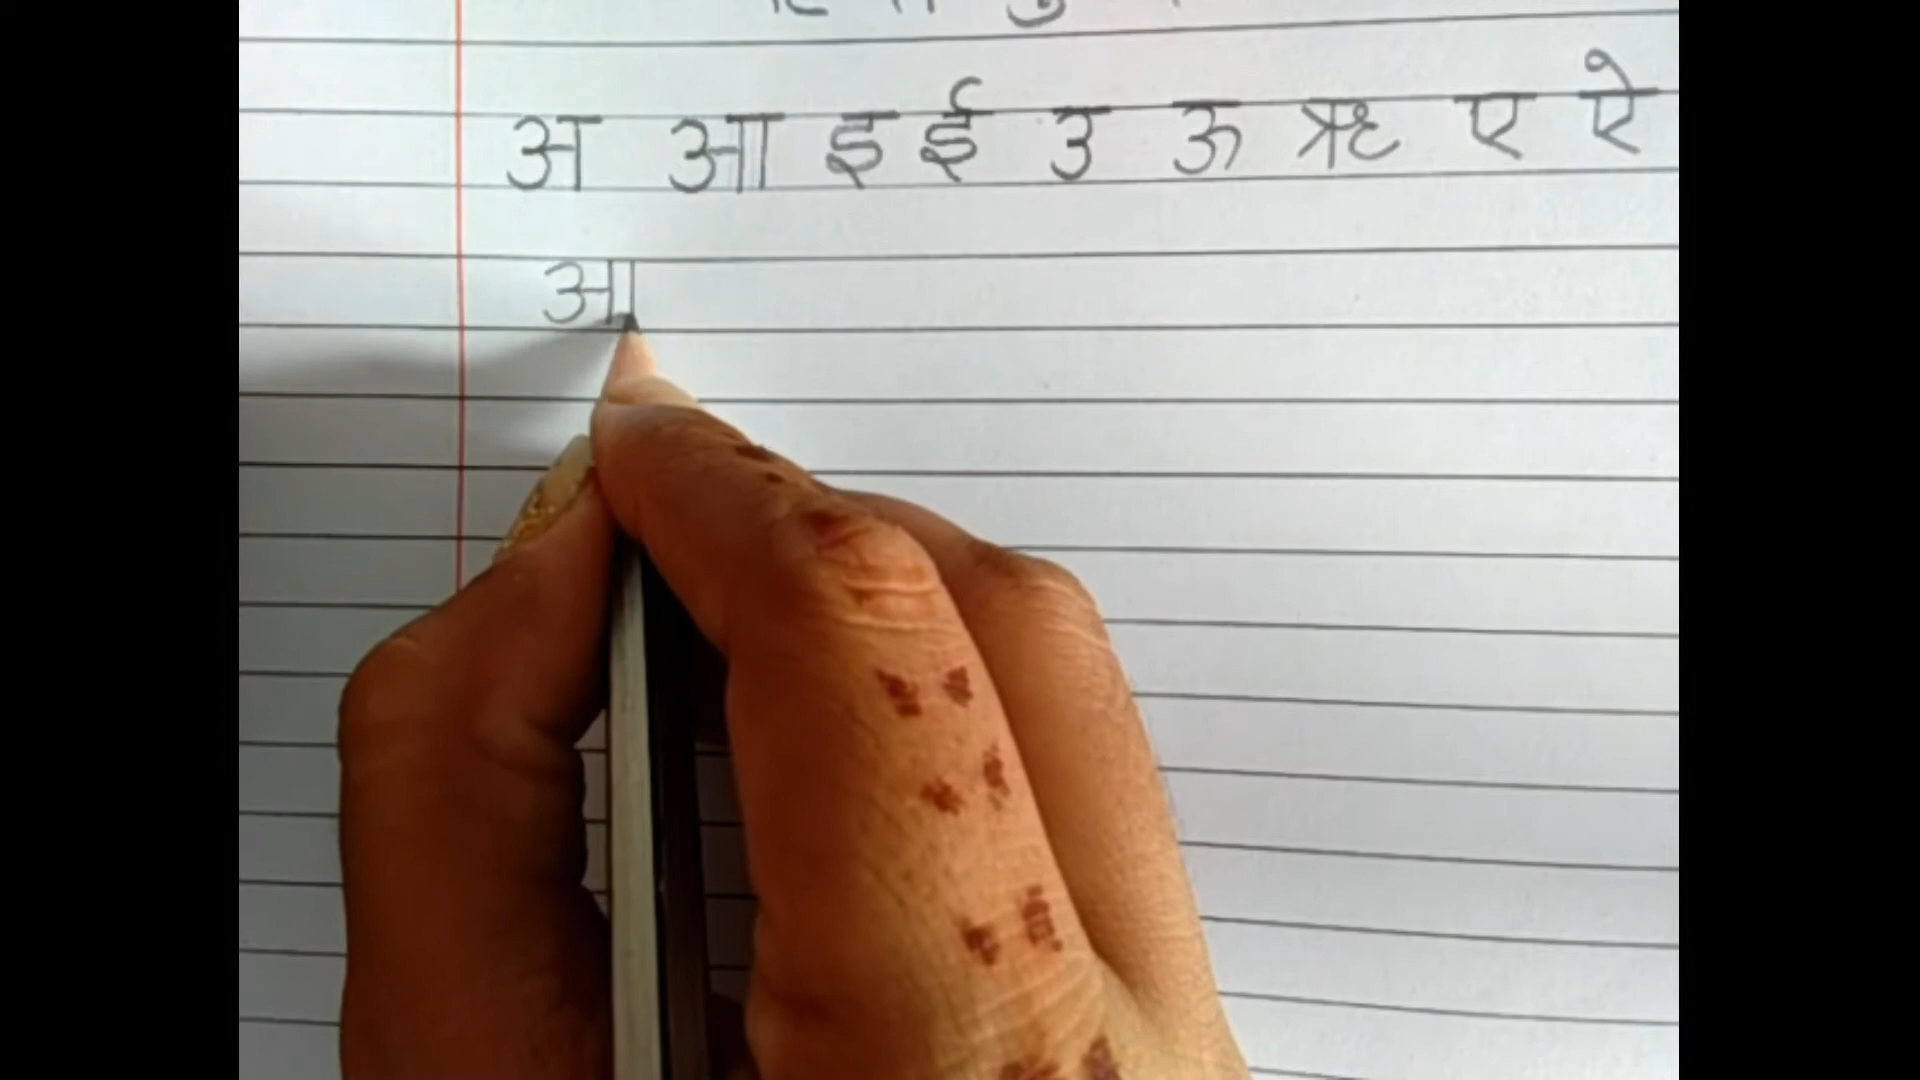 अ आ इ ई उ ऊ ऋ ए ऐ
आ